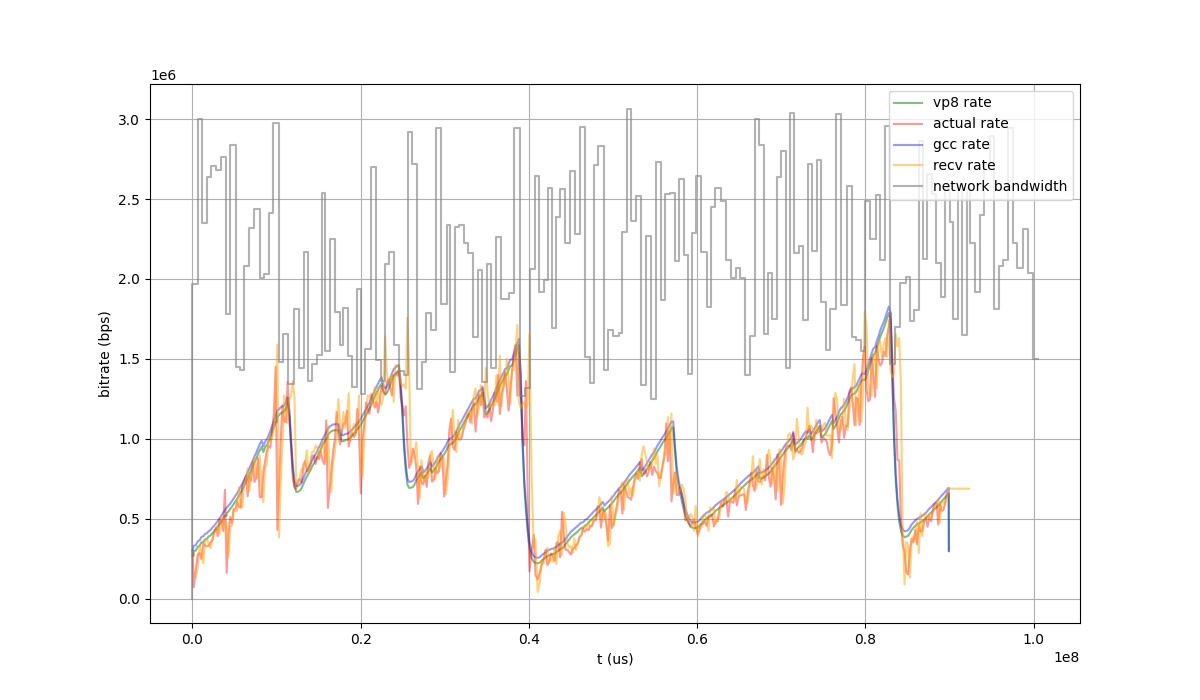 1e6
3.0
2.5
2.0
1.5
1.0
0.5
0.0
bitrate (bps)
vp8 rate
actual rate
gcc rate
recv rate
network bandwidth
0.0 0.2 0.4 0.6 0.8 1.0
t (us)
1e8